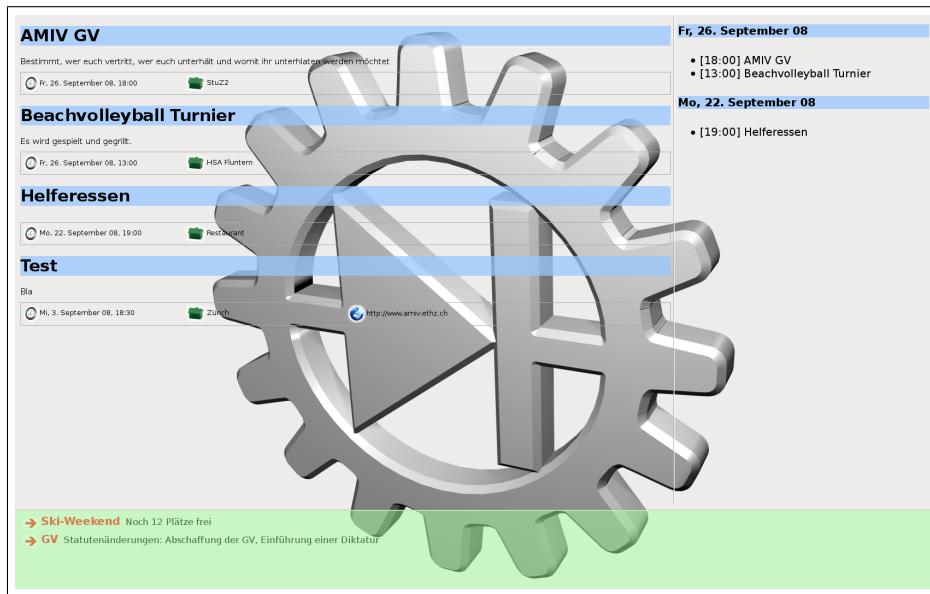 AMIV GV
Bestimmt, wer euch vertritt, wer euch unterhält und womit ihr unterhlaten werden möchtet
Fr, 26. September 08, 18:00 StuZ2
Beachvolleyball Turnier
Es wird gespielt und gegrillt.
Fr, 26. September 08, 13:00 HSA Fluntern
Helferessen
Mo, 22. September 08, 19:00 Restaurant
Test
Bla
Mi, 3. September 08, 18:30 Zürich http://www.amiv.ethz.ch
Fr, 26. September 08
• [18:00] AMIV GV
• [13:00] Beachvolleyball Turnier
Mo, 22. September 08
• [19:00] Helferessen
Ski-Weekend Noch 12 Plätze frei
GV Statutenänderungen: Abschaffung der GV, Einführung einer Diktatur